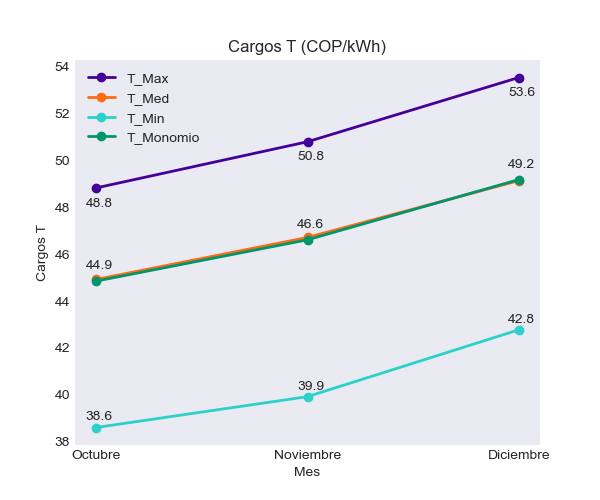 Cargos T (COP/kWh)
T_Max
T_Med
T_Min
T_Monomio
54
52
50
48
46
44
42
40
38
Cargos T
48.8
50.8
53.6
44.9
46.6
49.2
38.6
39.9
42.8
Octubre
Noviembre
Diciembre
Mes